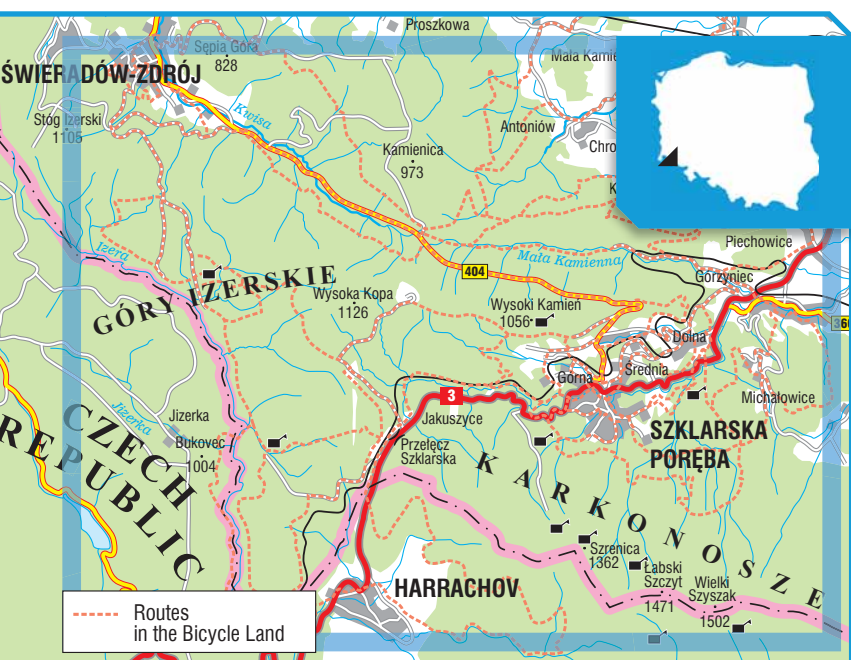 Proszkowa
Sępia Góra
828
Mała Kamie
ŚWIERADÓW-ZDRÓJ
Kwisa
Stóg Izerski
1105
Antoniów
Chro
Kamienica
973
K
Piechowice
Izera
Mała Kamienna
404
Górzyniec
GÓRY IZERSKIE
Wysoka Kopa
1126
Wysoki Kamień
1056
366
Dolna
Średnia
Górna
3
Michałowice
Jakuszyce
Jizerka
Jizerka
Bukovec
1004
CZECH
REPUBLIC
Przełęcz
Szklarska
SZKLARSKA
PORĘBA
KARKONOSZE
Szrenica
1362
Łabski
Szczyt
1471
Wielki
Szyszak
1502
HARRACHOV
Routes
in the Bicycle Land